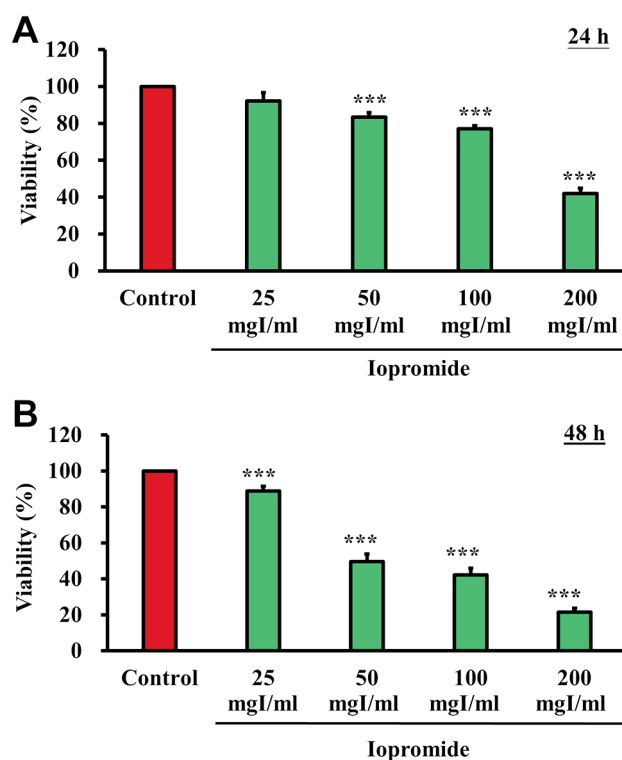 A
24 h
Viability (%)
120
100
80
60
40
20
0
***
***
***
Control
25 50 100 200
mgI/ml mgI/ml mgI/ml mgI/ml
Iopromide
B
48 h
Viability (%)
120
100
80
60
40
20
0
***
***
***
***
Control
25 50 100 200
mgI/ml mgI/ml mgI/ml mgI/ml
Iopromide